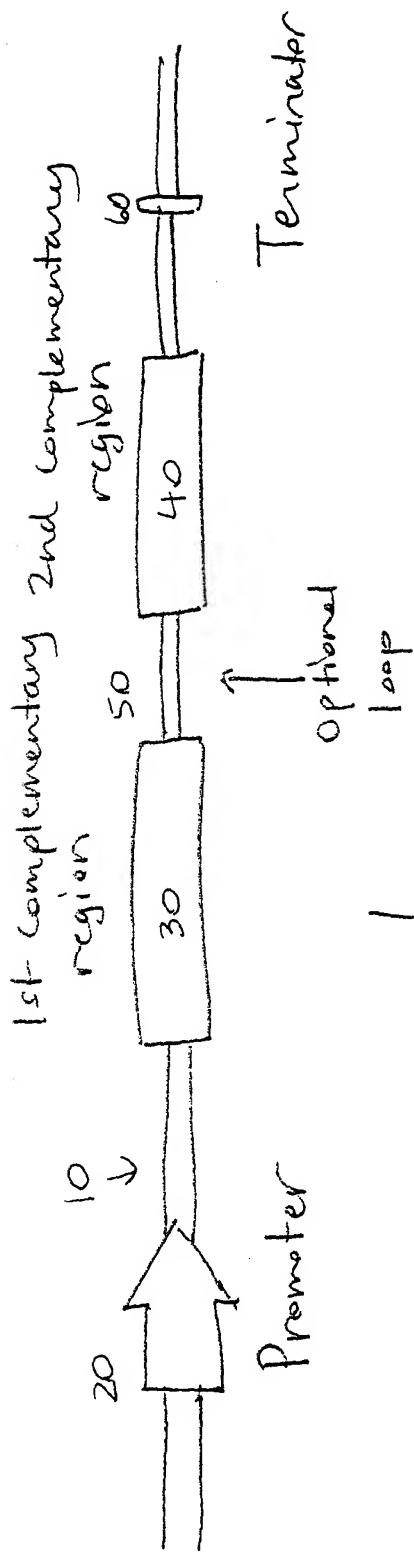 1st complementary
region
2nd complementary
region
20
10
30
50
40
60
Promoter
Optional
loop
Terminator
1